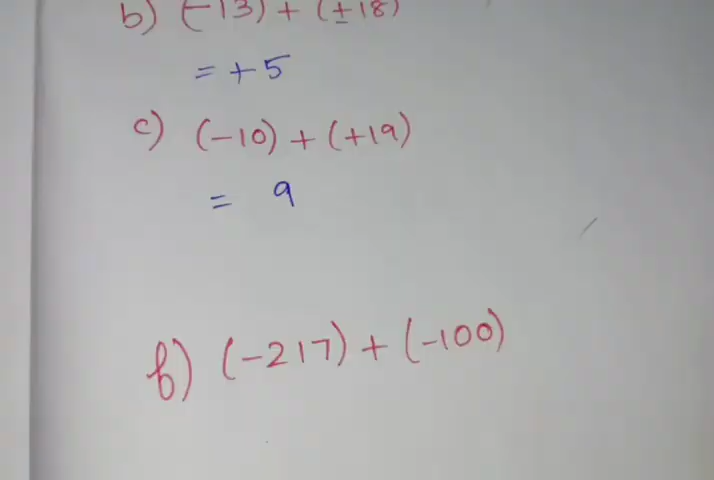 b) (-13) + (+18)
= +5
c) (-10) + (+19)
= 9
f) (-217) + (-100)